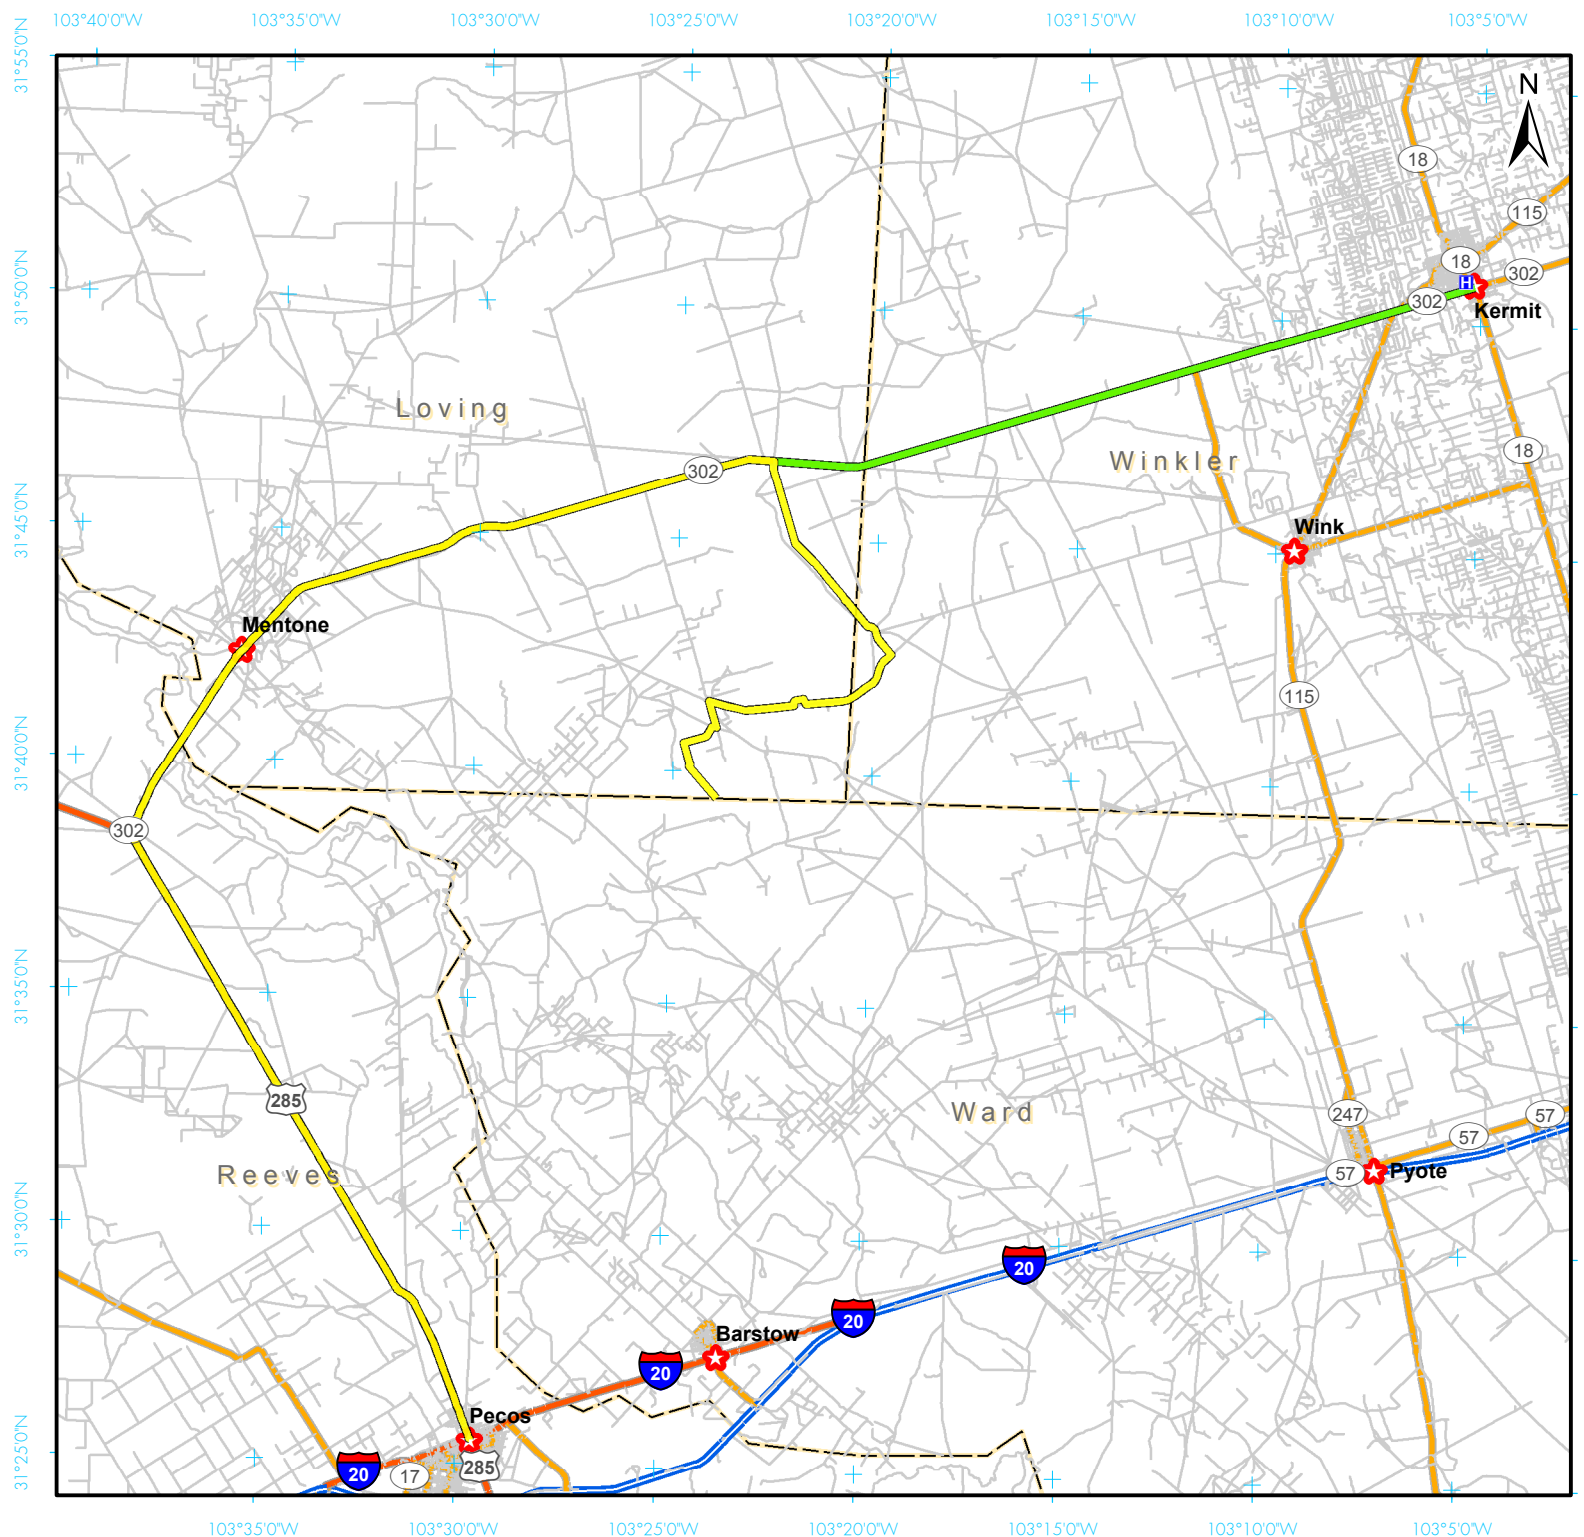 103°40'0"W 103°35'0"W 103°30'0"W 103°25'0"W 103°20'0"W 103°15'0"W 103°10'0"W 103°5'0"W
31°55'0"N
N
18
115
18
302
31°50'0"N
H
302
Kermit
Loving
Winkler
18
302
31°45'0"N
Wink
Mentone
115
31°40'0"N
302
31°35'0"N
285
Ward
247
57
57
57
Pyote
Reeves
31°30'0"N
20
20
Barstow
20
Pecos
31°25'0"N
20
17
285
103°35'0"W 103°30'0"W 103°25'0"W 103°20'0"W 103°15'0"W 103°10'0"W 103°5'0"W